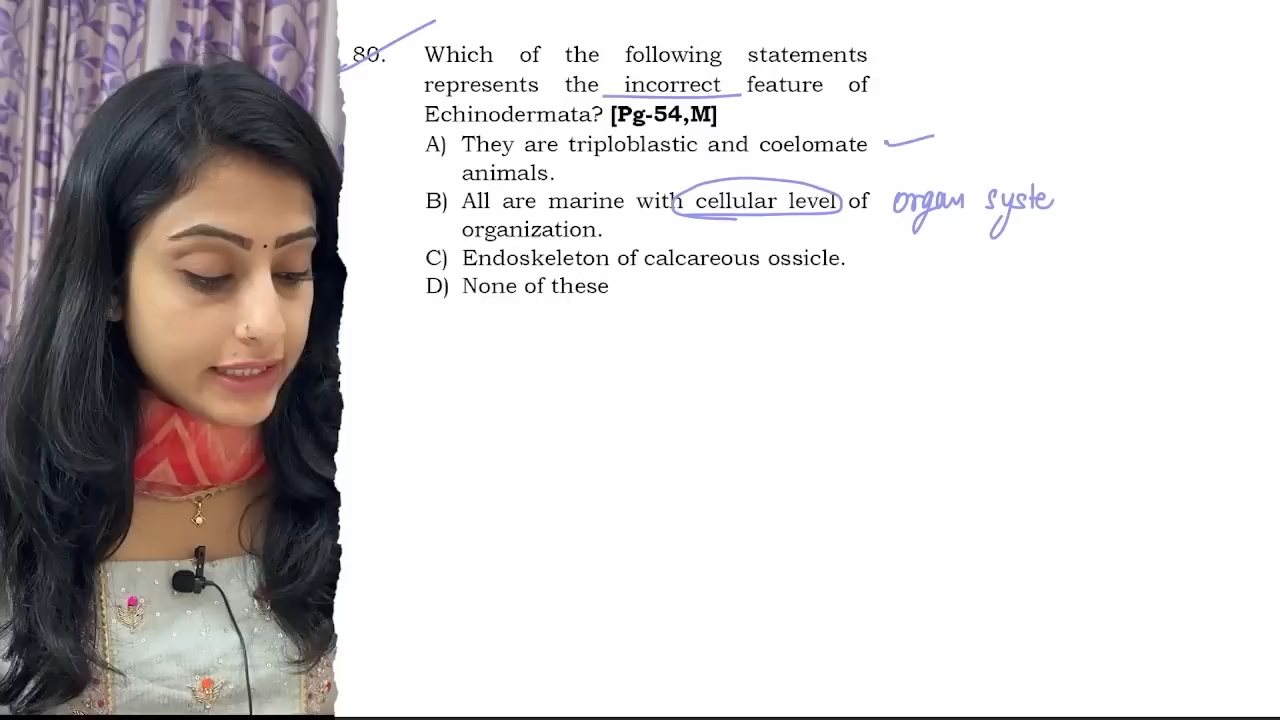 80. Which of the following statements
represents the incorrect feature of
Echinodermata? [Pg-54,M]
A) They are triploblastic and coelomate
animals.
B) All are marine with cellular level of organ syste
organization.
C) Endoskeleton of calcareous ossicle.
D) None of these